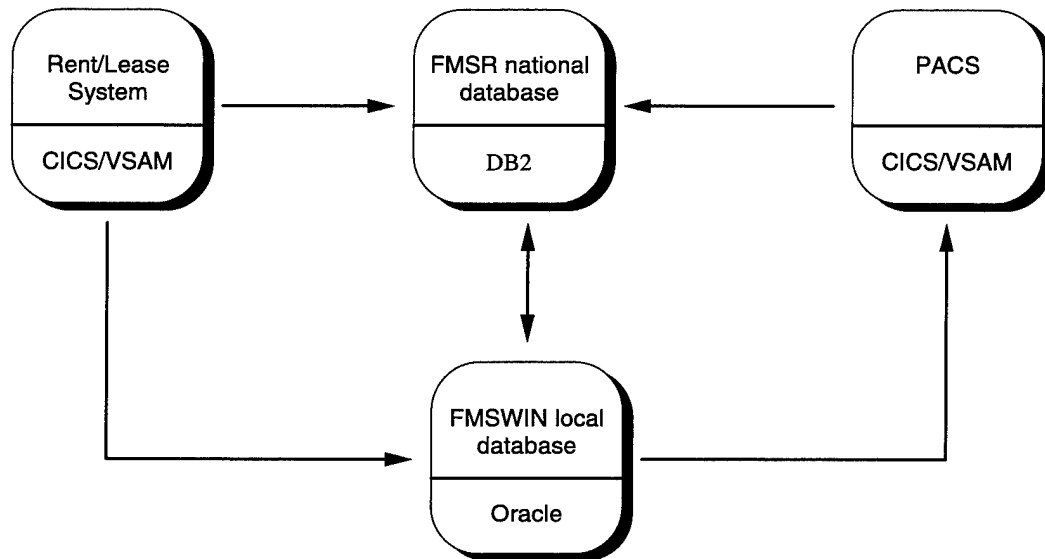 Rent/Lease
System
CICS/VSAM
FMSR national
database
DB2
PACS
CICS/VSAM
FMSWIN local
database
Oracle